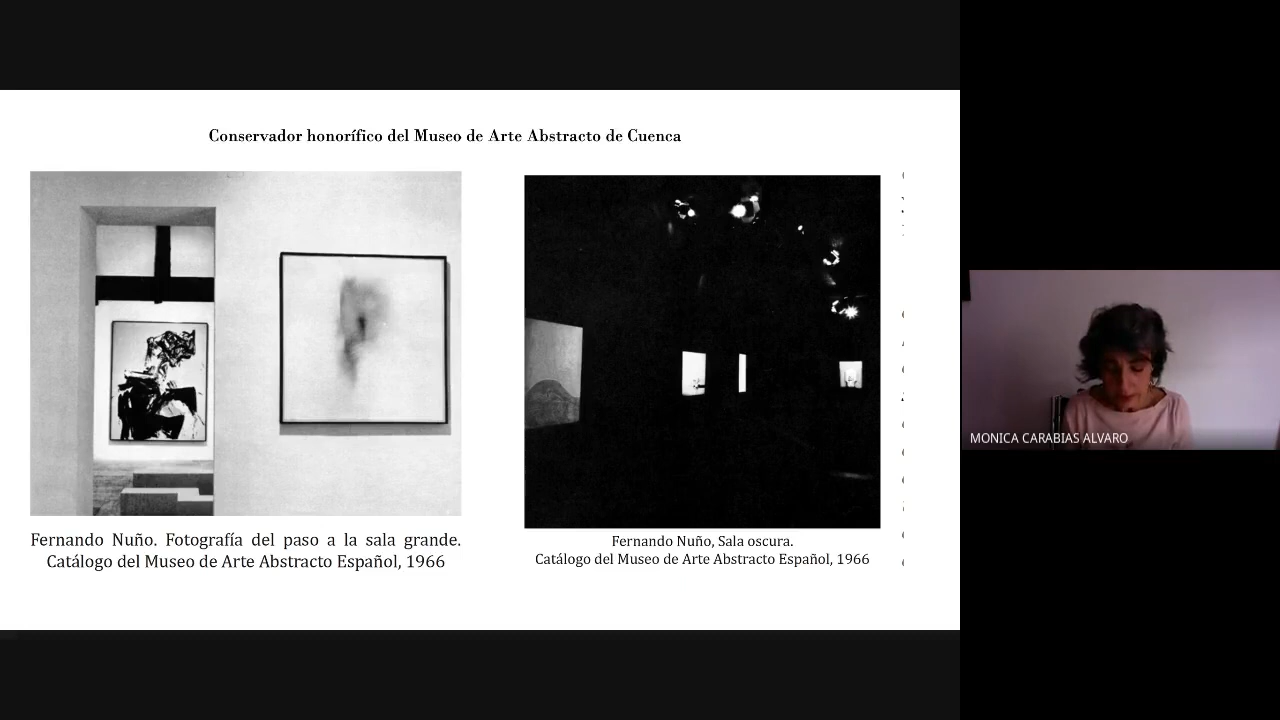 Conservador honorífico del Museo de Arte Abstracto de Cuenca
Fernando Nuño. Fotografía del paso a la sala grande.
Catálogo del Museo de Arte Abstracto Español, 1966
Fernando Nuño, Sala oscura.
Catálogo del Museo de Arte Abstracto Español, 1966
MONICA CARABIAS ALVARO